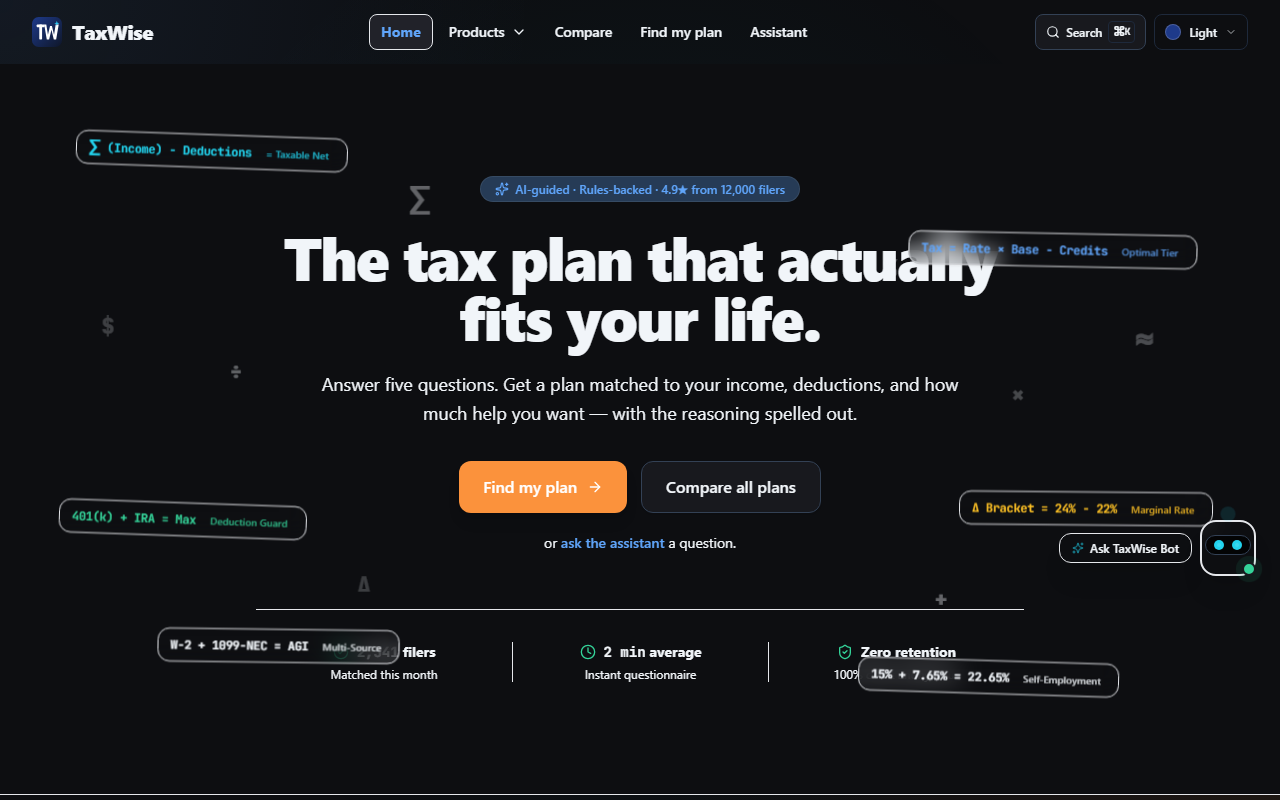 TW TaxWise
Home
Products
Compare
Find my plan
Assistant
Search ⌘K
Light
Σ (Income) - Deductions = Taxable Net
Σ
AI-guided · Rules-backed · 4.9★ from 12,000 filers
The tax plan that actually
fits your life.
Rate × Base - Credits Optimal Tier
$
≈
÷
×
Answer five questions. Get a plan matched to your income, deductions, and how
much help you want — with the reasoning spelled out.
Find my plan →
Compare all plans
401(k) + IRA = Max Deduction Guard
Δ Bracket = 24% - 22% Marginal Rate
or ask the assistant a question.
Ask TaxWise Bot
Δ
+
W-2 + 1099-NEC = AGI Multi-Source
filers
Matched this month
2 min average
Instant questionnaire
Zero retention
100%
15% + 7.65% = 22.65% Self-Employment